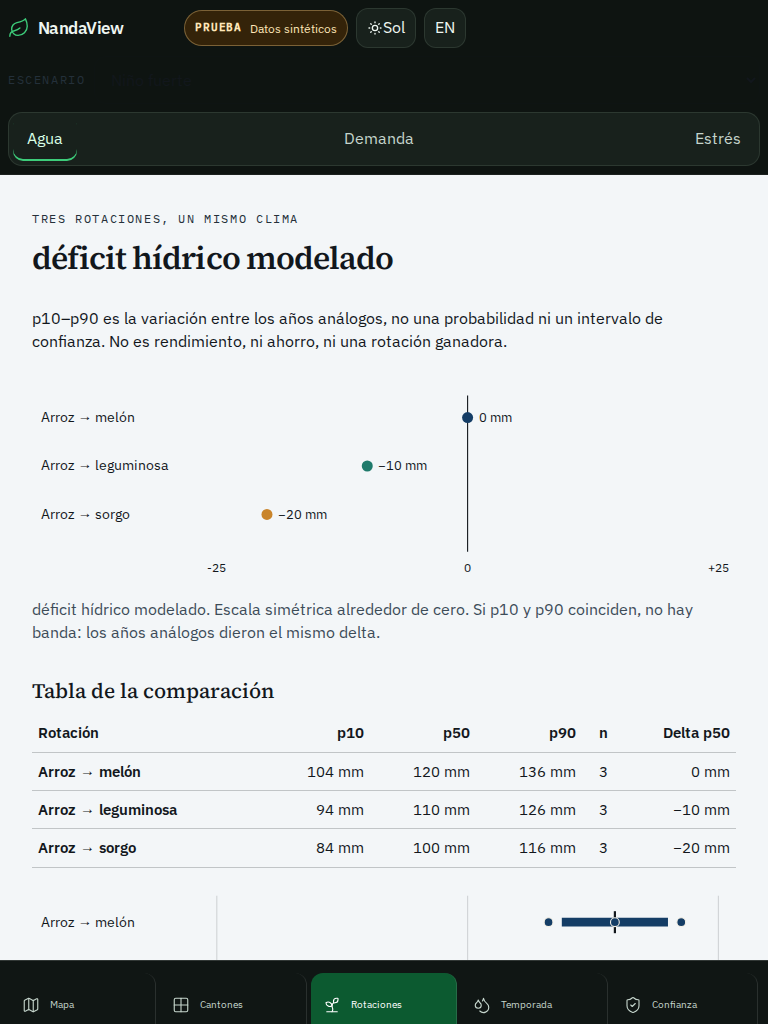 NandaView
PRUEBA Datos sintéticos
Sol
EN
ESCENARIO
Agua Demanda Estrés
TRES ROTACIONES, UN MISMO CLIMA
déficit hídrico modelado
p10–p90 es la variación entre los años análogos, no una probabilidad ni un intervalo de
confianza. No es rendimiento, ni ahorro, ni una rotación ganadora.
Arroz → melón 0 mm
Arroz → leguminosa −10 mm
Arroz → sorgo −20 mm
-25 0 +25
déficit hídrico modelado. Escala simétrica alrededor de cero. Si p10 y p90 coinciden, no hay
banda: los años análogos dieron el mismo delta.
Tabla de la comparación
Rotación p10 p50 p90 n Delta p50
Arroz → melón 104 mm 120 mm 136 mm 3 0 mm
Arroz → leguminosa 94 mm 110 mm 126 mm 3 −10 mm
Arroz → sorgo 84 mm 100 mm 116 mm 3 −20 mm
Arroz → melón
Mapa Cantones Rotaciones Temporada Confianza